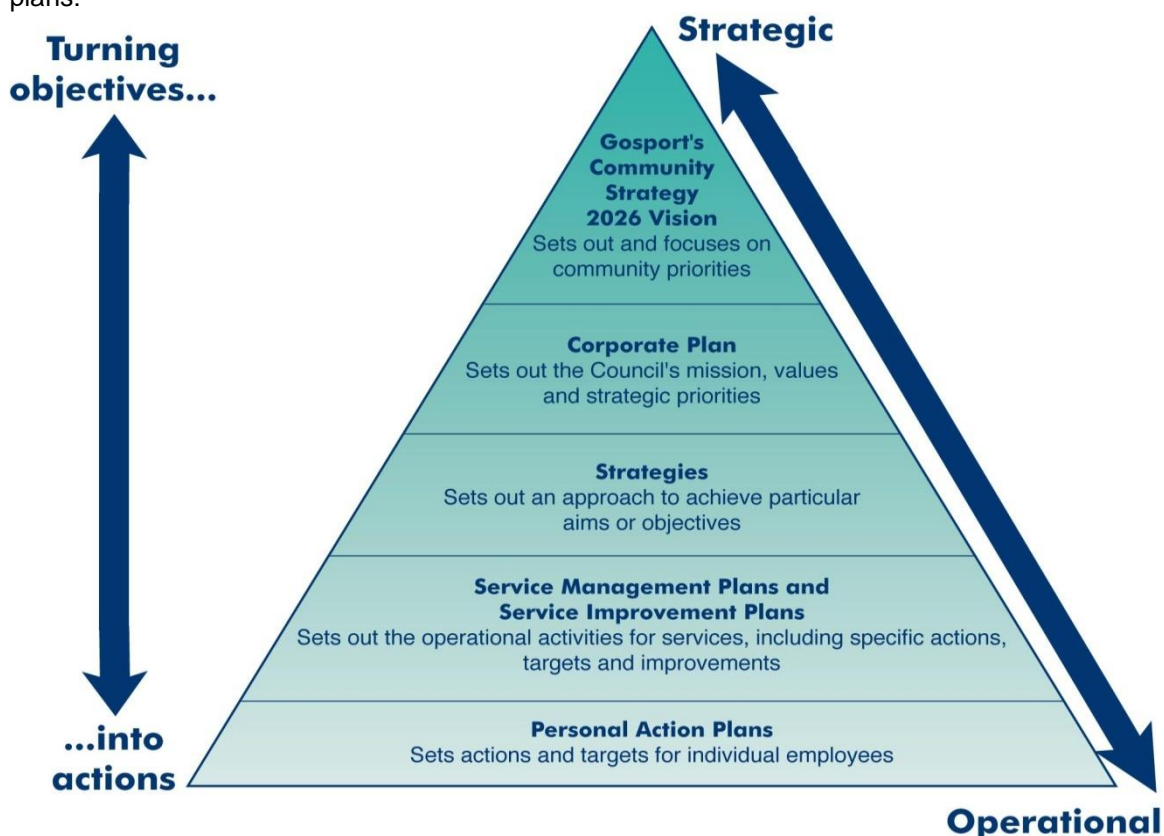 plans.
Turning
objectives...
Strategic
Gosport's
Community
Strategy
2026 Vision
Sets out and focuses on
community priorities
Corporate Plan
Sets out the Council's mission, values
and strategic priorities
Strategies
Sets out an approach to achieve particular
aims or objectives
Service Management Plans and
Service Improvement Plans
Sets out the operational activities for services, including specific actions,
targets and improvements
Personal Action Plans
Sets actions and targets for individual employees
...into
actions
Operational